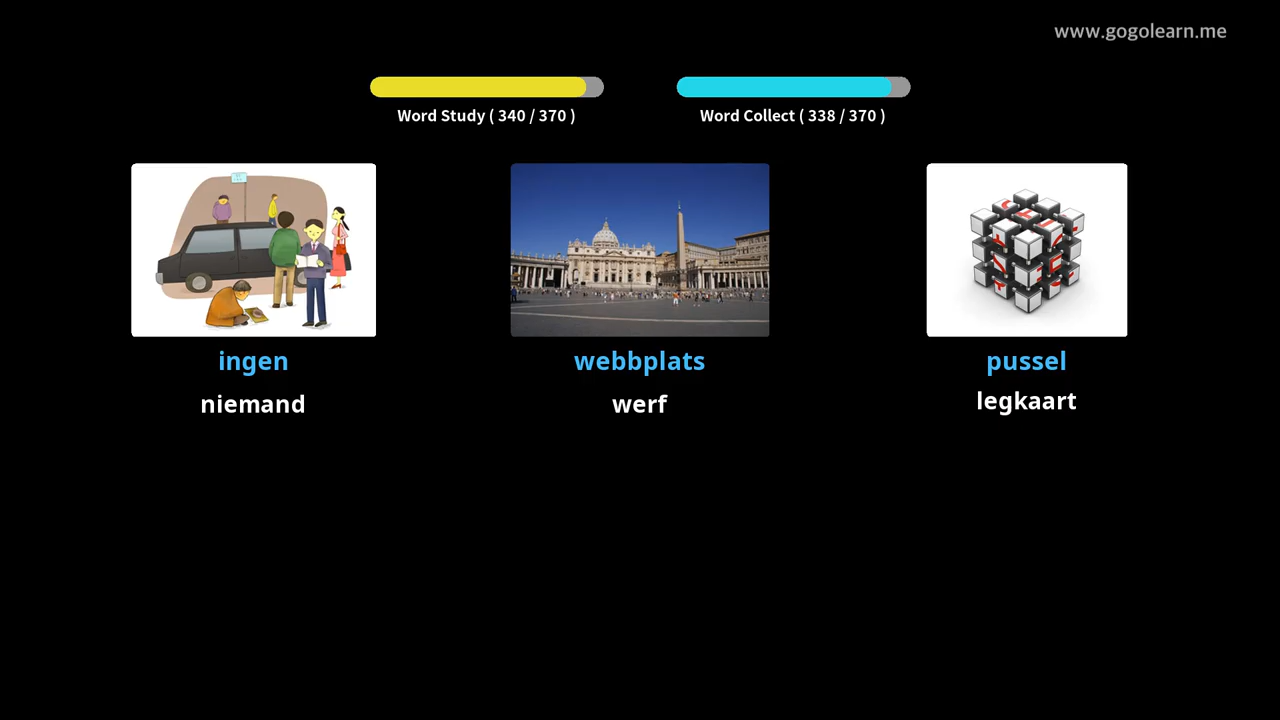 www.gogolearn.me
Word Study ( 340 / 370 )
Word Collect ( 338 / 370 )
ingen
webbplats
pussel
niemand
werf
legkaart